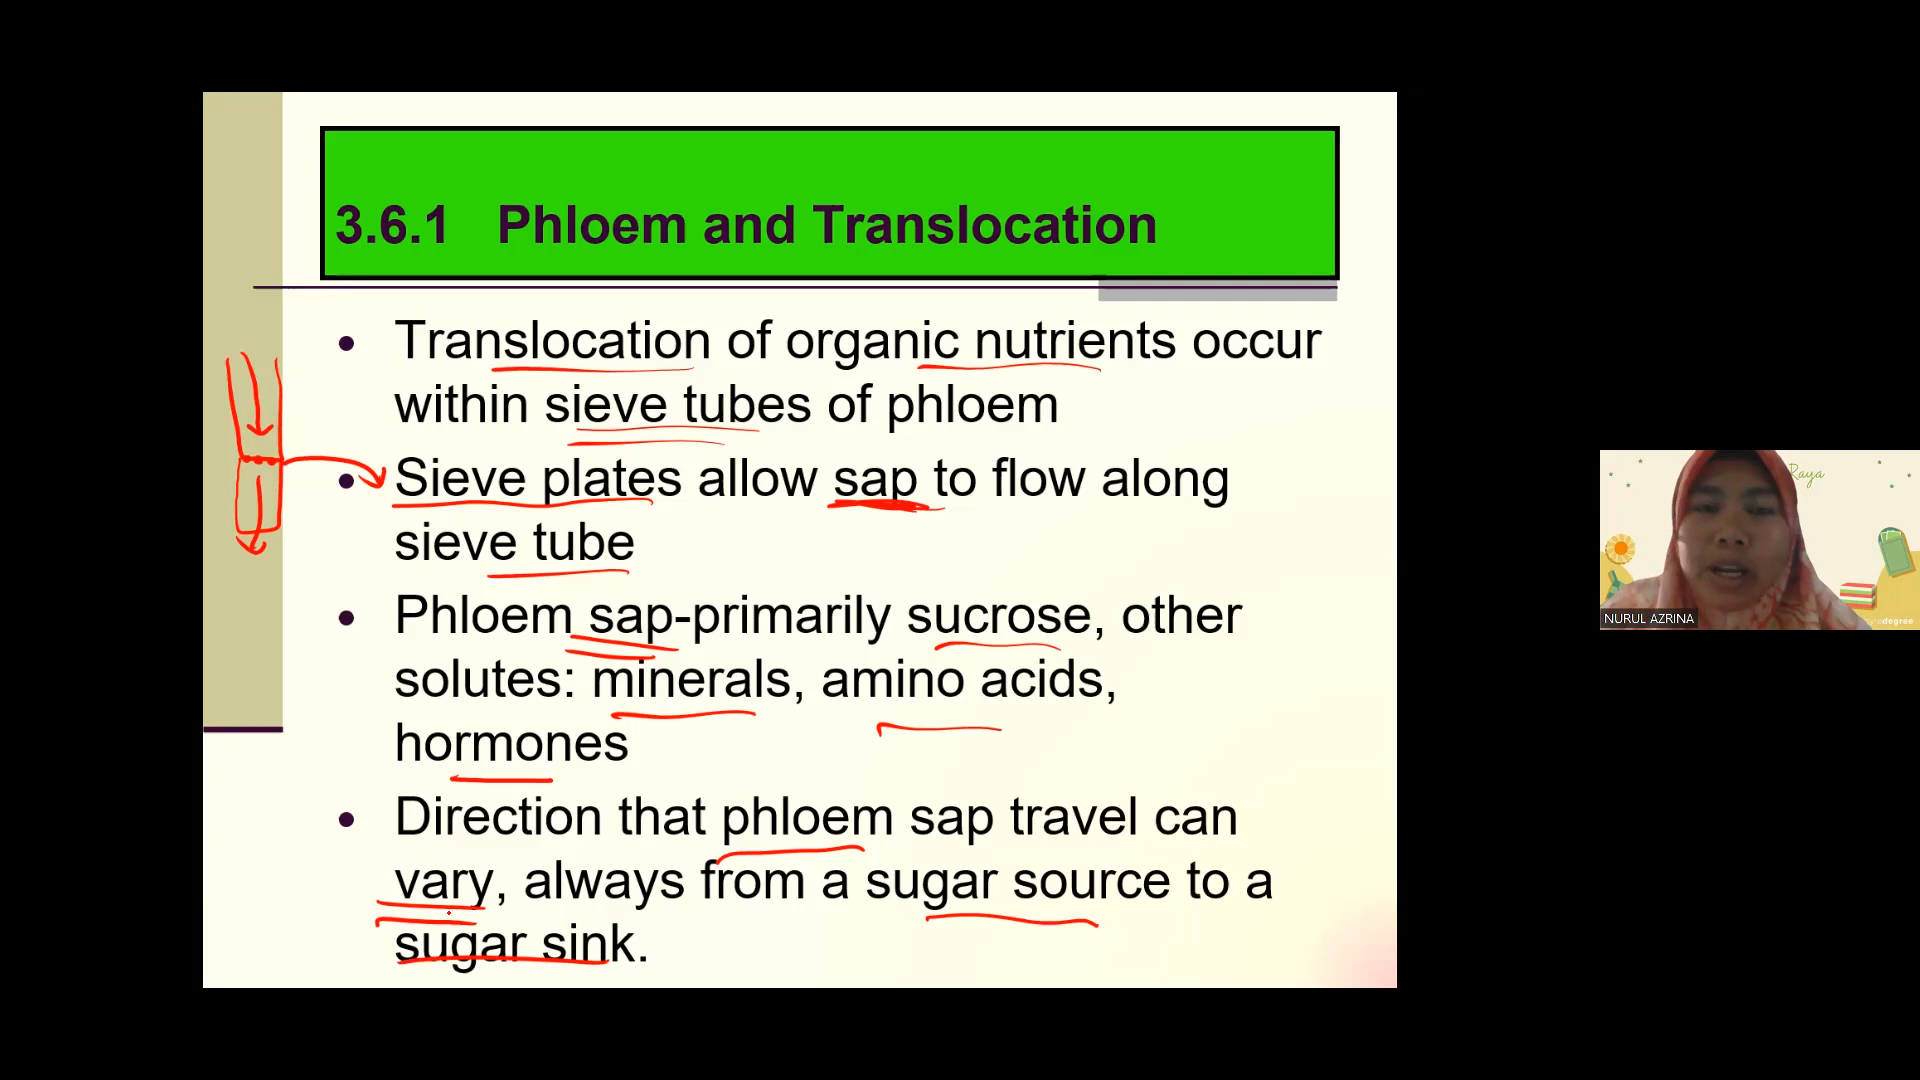 3.6.1 Phloem and Translocation
• Translocation of organic nutrients occur
within sieve tubes of phloem
• Sieve plates allow sap to flow along
sieve tube
• Phloem sap-primarily sucrose, other
solutes: minerals, amino acids,
hormones
• Direction that phloem sap travel can
vary, always from a sugar source to a
sugar sink.
Raya
NURUL AZRINA
degree